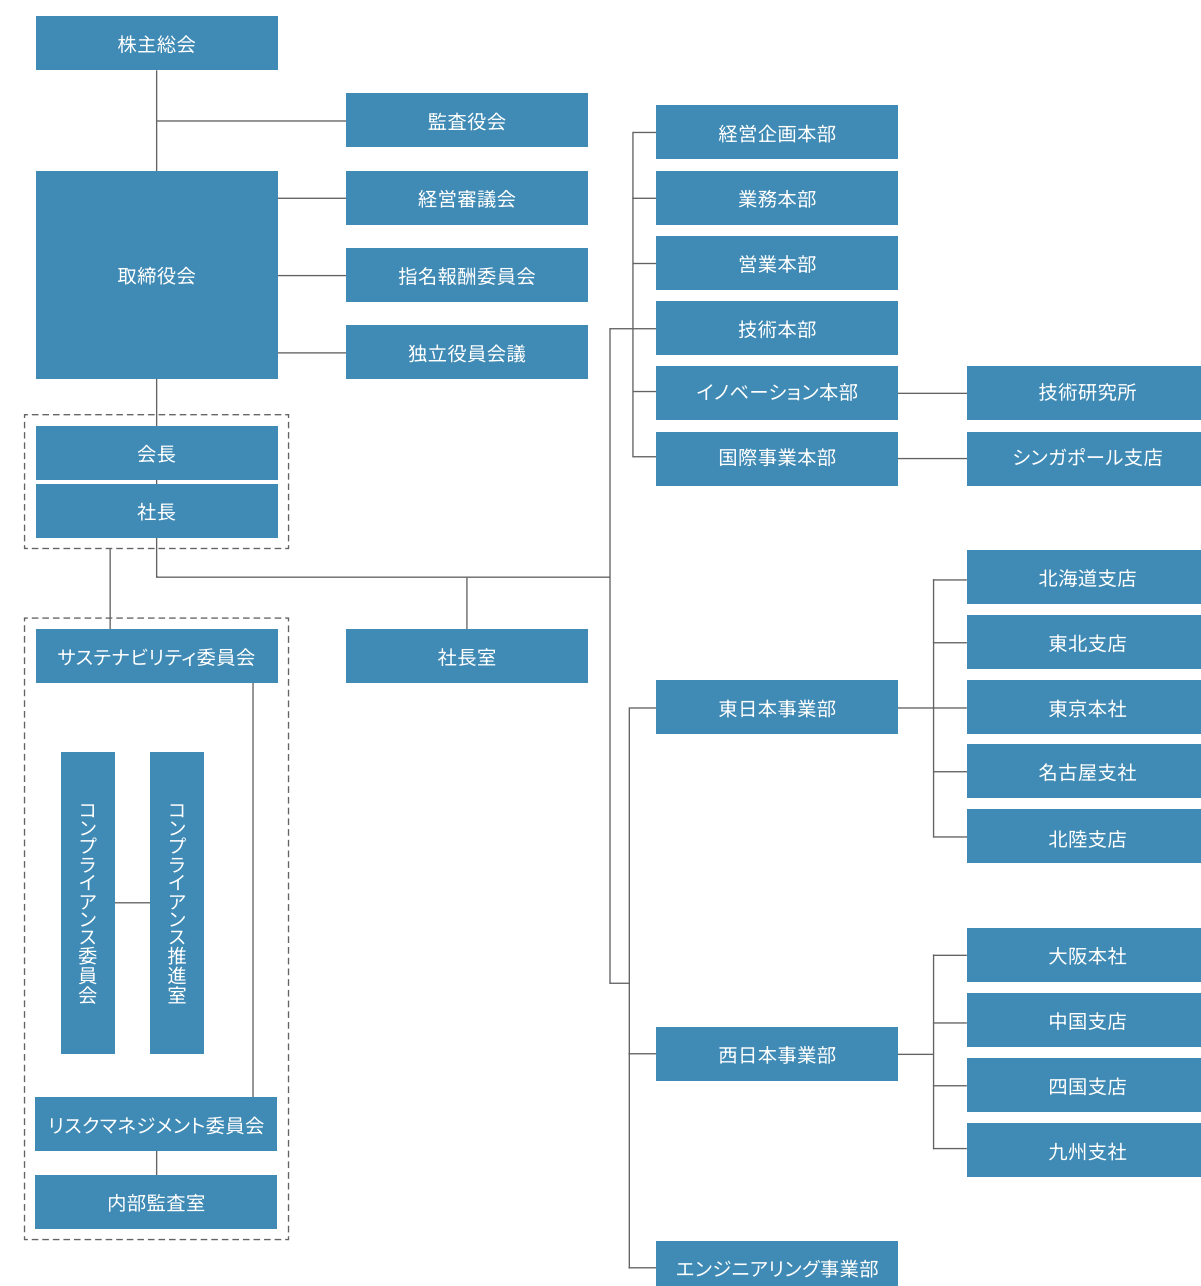 株主総会
監査役会
取締役会
経営審議会
指名報酬委員会
独立役員会議
会長
社長
サステナビリティ委員会
コンプライアンス委員会
コンプライアンス推進室
リスクマネジメント委員会
内部監査室
社長室
経営企画本部
業務本部
営業本部
技術本部
イノベーション本部
技術研究所
国際事業本部
シンガポール支店
東日本事業部
北海道支店
東北支店
東京本社
名古屋支社
北陸支店
西日本事業部
大阪本社
中国支店
四国支店
九州支社
エンジニアリング事業部